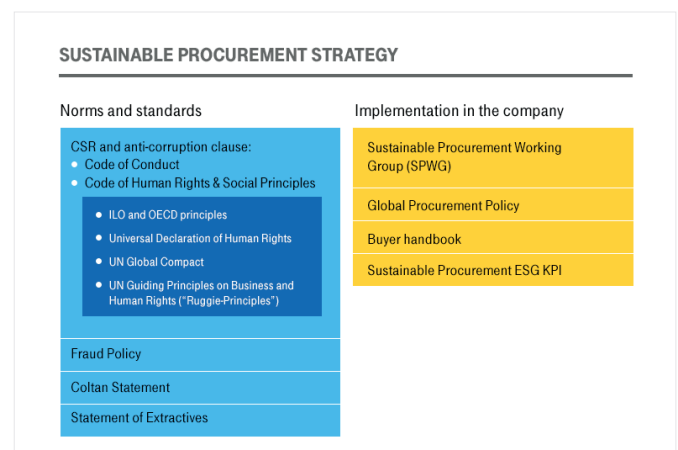 SUSTAINABLE PROCUREMENT STRATEGY
Norms and standards
CSR and anti-corruption clause:
Code of Conduct
Code of Human Rights & Social Principles
ILO and OECD principles
Universal Declaration of Human Rights
UN Global Compact
UN Guiding Principles on Business and
Human Rights (“Ruggie-Principles”)
Fraud Policy
Coltan Statement
Statement of Extractives
Implementation in the company
Sustainable Procurement Working
Group (SPWG)
Global Procurement Policy
Buyer handbook
Sustainable Procurement ESG KPI